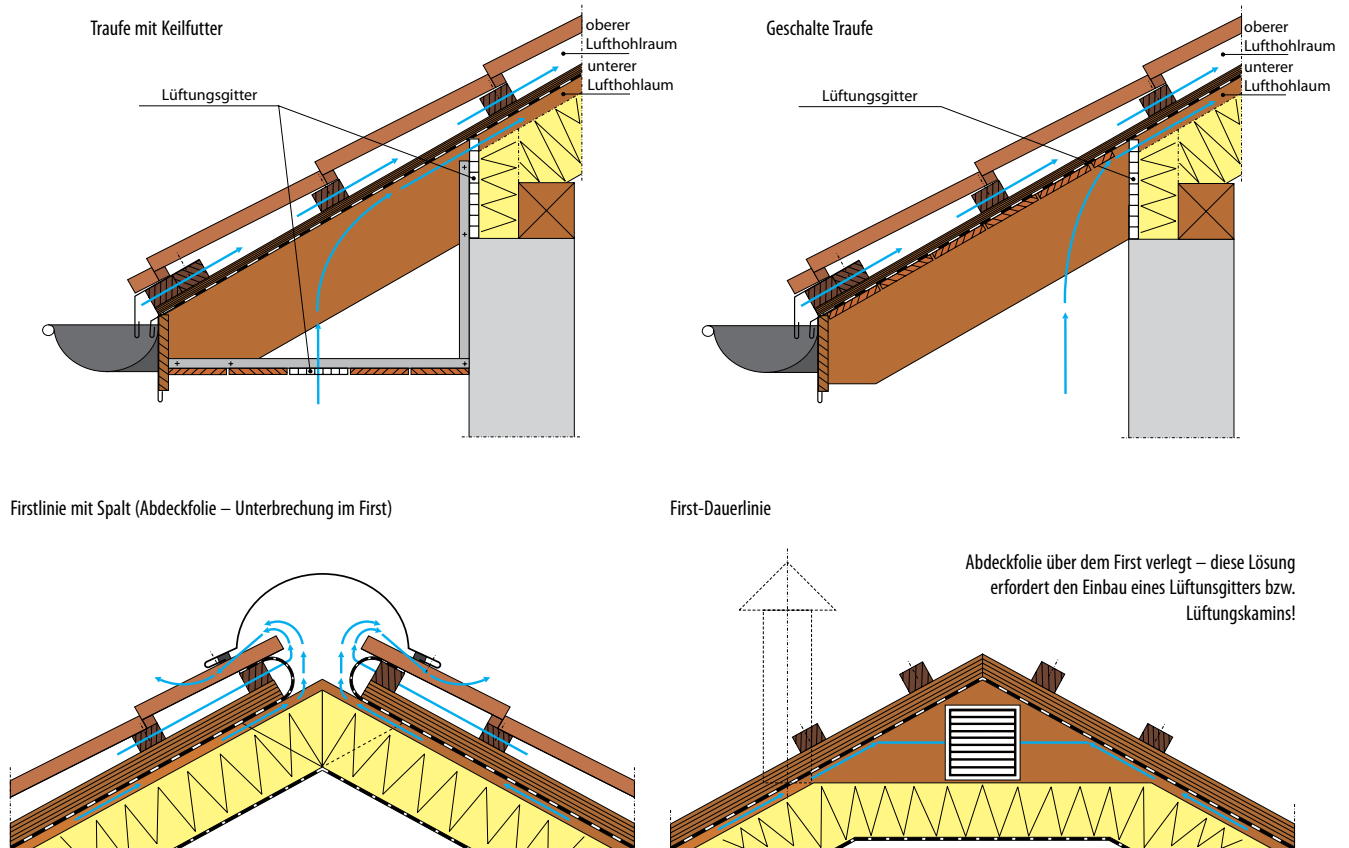 Traufe mit Keilfutter
oberer
Lufthohlraum
unterer
Lufthohlaum
Lüftungsgitter
Geschalte Traufe
oberer
Lufthohlraum
unterer
Lufthohlaum
Lüftungsgitter
Firstlinie mit Spalt (Abdeckfolie – Unterbrechung im First)
First-Dauerlinie
Abdeckfolie über dem First verlegt – diese Lösung
erfordert den Einbau eines Lüftunsgitters bzw.
Lüftungskamins!